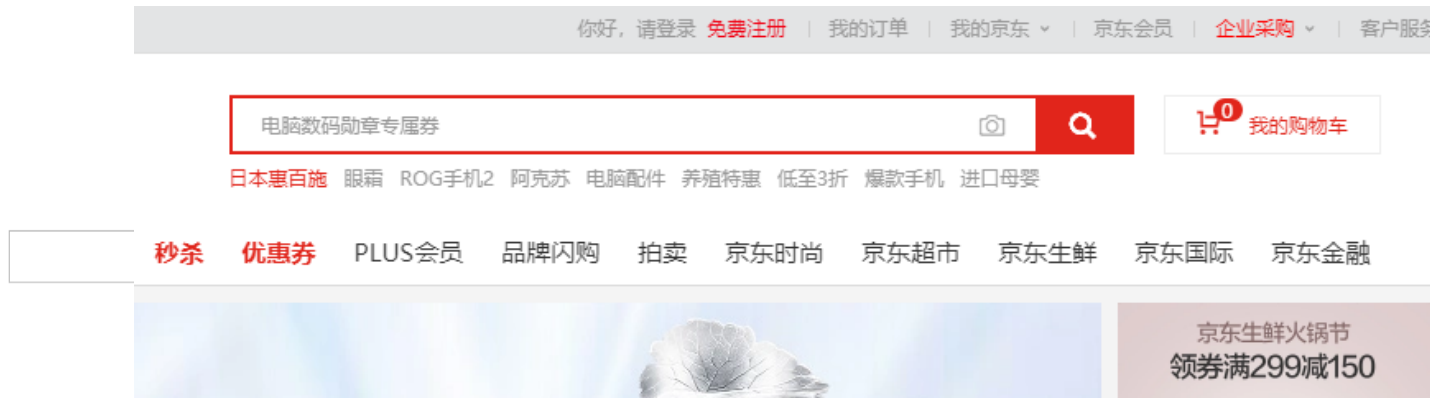 你好，请登录 免费注册 我的订单 我的京东 京东会员 企业采购 客户服务
电脑数码勋章专属券 0 我的购物车
日本惠百施 眼霜 ROG手机2 阿克苏 电脑配件 养殖特惠 低至3折 爆款手机 进口母婴
秒杀 优惠券 PLUS会员 品牌闪购 拍卖 京东时尚 京东超市 京东生鲜 京东国际 京东金融
京东生鲜火锅节
领券满299减150